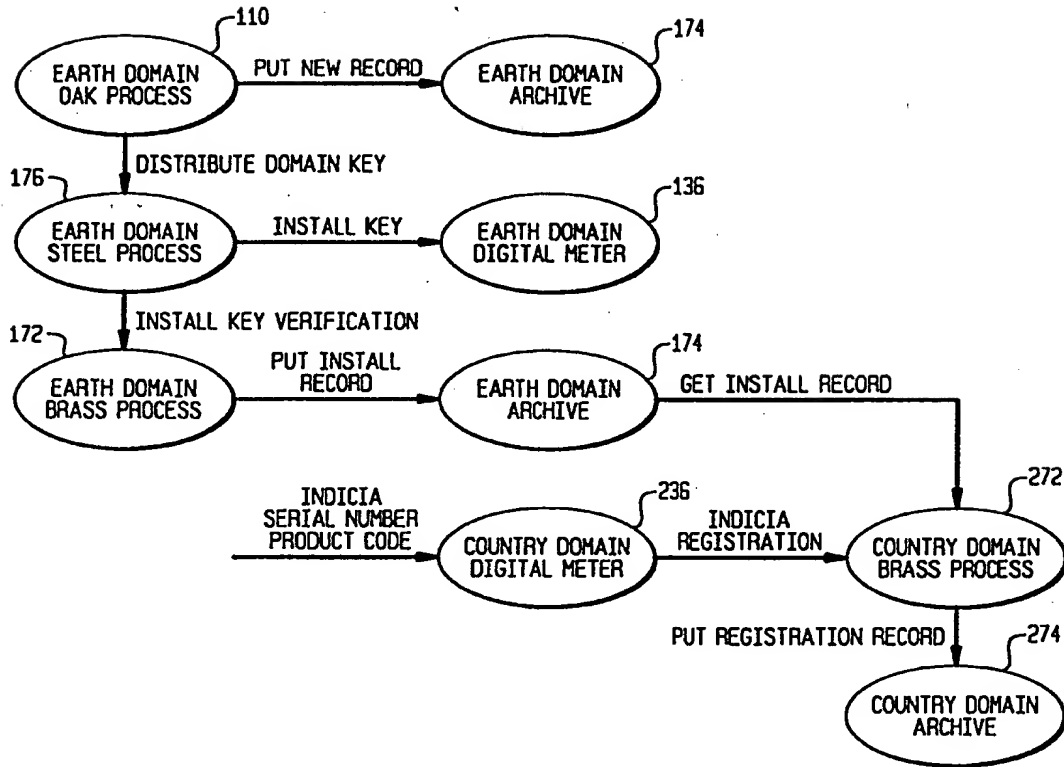 110
174
EARTH DOMAIN
OAK PROCESS
PUT NEW RECORD
EARTH DOMAIN
ARCHIVE
DISTRIBUTE DOMAIN KEY
176
136
EARTH DOMAIN
STEEL PROCESS
INSTALL KEY
EARTH DOMAIN
DIGITAL METER
INSTALL KEY VERIFICATION
172
174
EARTH DOMAIN
BRASS PROCESS
PUT INSTALL
RECORD
EARTH DOMAIN
ARCHIVE
GET INSTALL RECORD
INDICIA
SERIAL NUMBER
PRODUCT CODE
236
COUNTRY DOMAIN
DIGITAL METER
INDICIA
REGISTRATION
272
COUNTRY DOMAIN
BRASS PROCESS
PUT REGISTRATION RECORD
274
COUNTRY DOMAIN
ARCHIVE